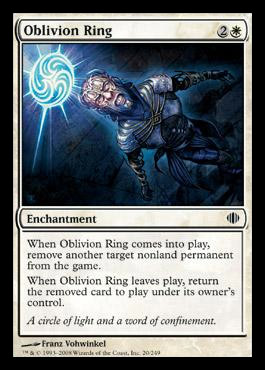 Oblivion Ring 2
Enchantment
When Oblivion Ring comes into play,
remove another target nonland permanent
from the game.
When Oblivion Ring leaves play, return
the removed card to play under its owner's
control.
A circle of light and a word of confinement.
Franz Vohwinkel
™ & © 1993–2008 Wizards of the Coast, Inc. 20/249